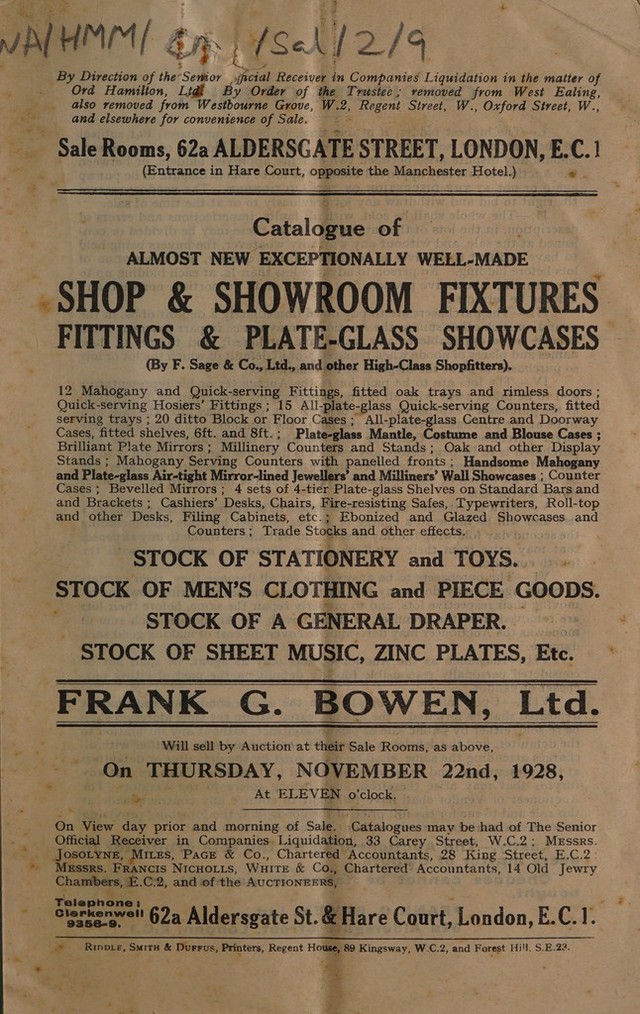 NA/HMM/ /Sal/2/9
By Direction of the Senior Official Receiver in Companies Liquidation in the matter of
Ord Hamilton, Ltd. By Order of the Trustee; removed from West Ealing,
also removed from Westbourne Grove, W.2, Regent Street, W., Oxford Street, W.,
and elsewhere for convenience of Sale.
Sale Rooms, 62a ALDERSGATE STREET, LONDON, E.C.1
(Entrance in Hare Court, opposite the Manchester Hotel.)
Catalogue of
ALMOST NEW EXCEPTIONALLY WELL-MADE
SHOP & SHOWROOM FIXTURES
FITTINGS & PLATE-GLASS SHOWCASES
(By F. Sage & Co., Ltd., and other High-Class Shopfitters).
12 Mahogany and Quick-serving Fittings, fitted oak trays and rimless doors;
Quick-serving Hosiers' Fittings; 15 All-plate-glass Quick-serving Counters, fitted
serving trays; 20 ditto Block or Floor Cases; All-plate-glass Centre and Doorway
Cases, fitted shelves, 6ft. and 8ft.; Plate-glass Mantle, Costume and Blouse Cases;
Brilliant Plate Mirrors; Millinery Counters and Stands; Oak and other Display
Stands; Mahogany Serving Counters with panelled fronts; Handsome Mahogany
and Plate-glass Air-tight Mirror-lined Jewellers' and Milliners' Wall Showcases; Counter
Cases; Bevelled Mirrors; 4 sets of 4-tier Plate-glass Shelves on Standard Bars and
and Brackets; Cashiers' Desks, Chairs, Fire-resisting Safes, Typewriters, Roll-top
and other Desks, Filing Cabinets, etc.; Ebonized and Glazed Showcases and
Counters; Trade Stocks and other effects.
STOCK OF STATIONERY and TOYS.
STOCK OF MEN'S CLOTHING and PIECE GOODS.
STOCK OF A GENERAL DRAPER.
STOCK OF SHEET MUSIC, ZINC PLATES, Etc.
FRANK G. BOWEN, Ltd.
Will sell by Auction at their Sale Rooms, as above,
On THURSDAY, NOVEMBER 22nd, 1928,
At ELEVEN o'clock.
On View day prior and morning of Sale. Catalogues may be had of The Senior
Official Receiver in Companies Liquidation, 33 Carey Street, W.C.2; MESSRS.
JOSOLYNE, MILES, PAGE & Co., Chartered Accountants, 28 King Street, E.C.2;
MESSRS. FRANCIS NICHOLLS, WHITE & Co., Chartered Accountants, 14 Old Jewry
Chambers, E.C.2, and of the AUCTIONEERS,
Telephone:
Clerkenwell
9356-9.
62a Aldersgate St. & Hare Court, London, E.C.1.
RIDDLE, SMITH & DUFFUS, Printers, Regent House, 89 Kingsway, W.C.2, and Forest Hill, S.E.23.